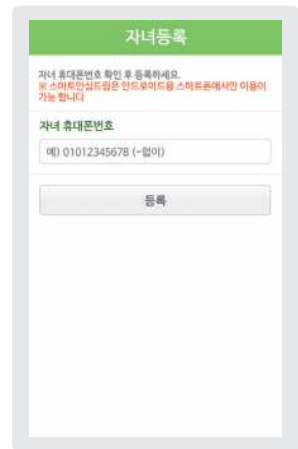 자녀등록
자녀 휴대폰번호 확인 후 등록하세요.
※ 스마트안심드림은 안드로이드용 스마트폰에서만 이용이
가능 합니다
자녀 휴대폰번호
예) 01012345678 (-없이)
등록